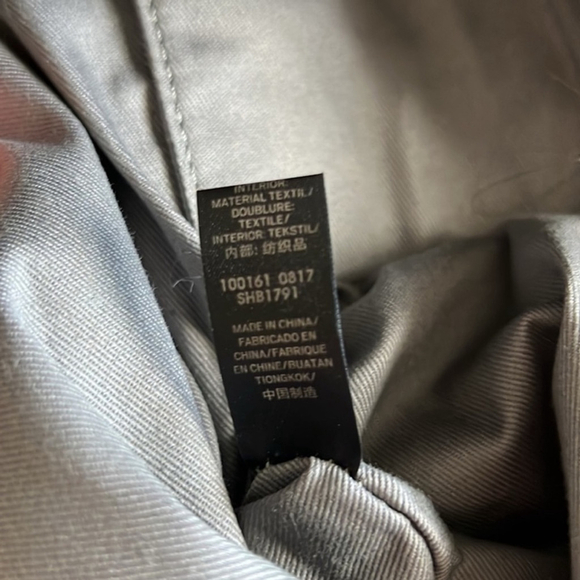 INTERIOR:
MATERIAL TEXTIL/
DOUBLURE:
TEXTILE/
INTERIOR: TEKSTIL/
内部: 纺织品
100161 0817
SHB1791
MADE IN CHINA/
FABRICADO EN
CHINA/FABRIQUE
EN CHINE/BUATAN
TIONGKOK/
中国制造